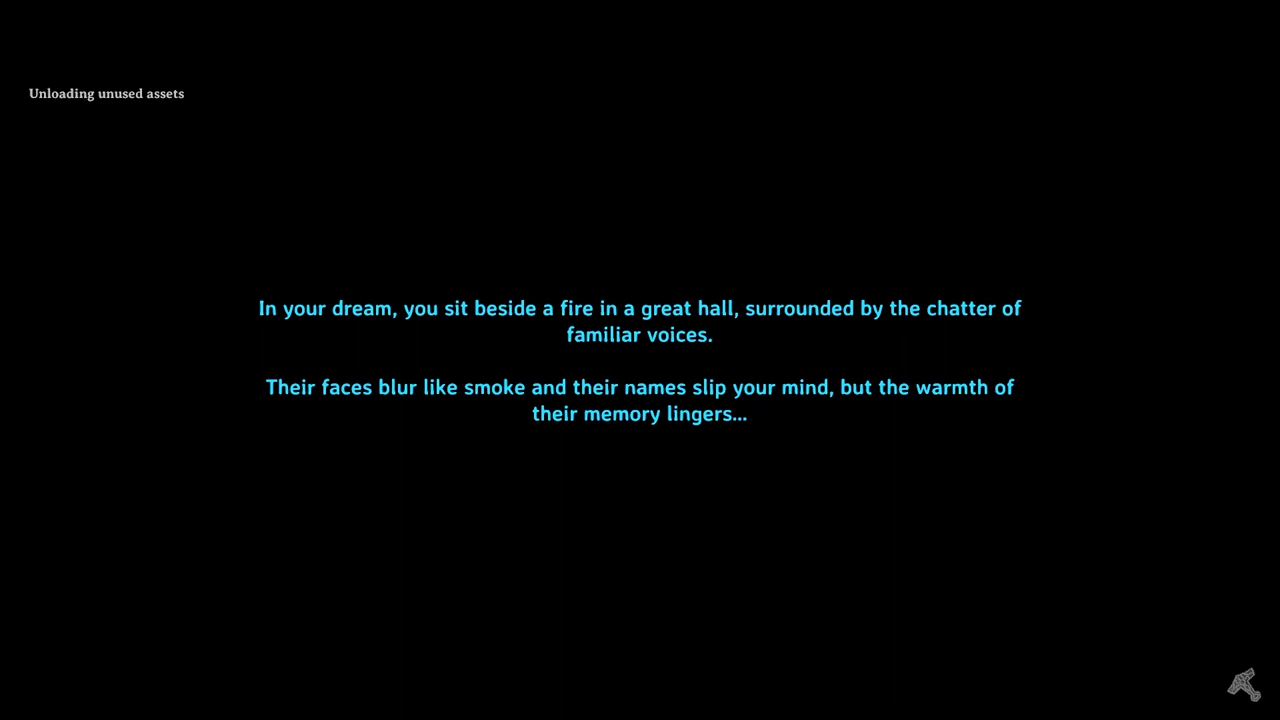 Unloading unused assets
In your dream, you sit beside a fire in a great hall, surrounded by the chatter of
familiar voices.
Their faces blur like smoke and their names slip your mind, but the warmth of
their memory lingers...